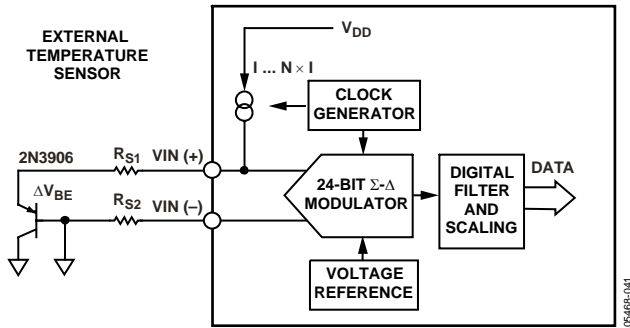 EXTERNAL
TEMPERATURE
SENSOR
V_DD
I ... N × I
CLOCK
GENERATOR
2N3906
R_S1
VIN (+)
ΔV_BE
R_S2
VIN (–)
24-BIT Σ-Δ
MODULATOR
DIGITAL
FILTER
AND
SCALING
DATA
VOLTAGE
REFERENCE
05468-041